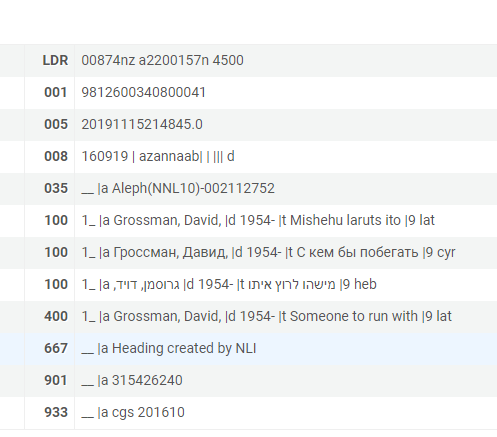 LDR 00874nz a2200157n 4500
001 9812600340800041
005 20191115214845.0
008 160919 | azannaab| | ||| d
035 __ |a Aleph(NNL10)-002112752
100 1_ |a Grossman, David, |d 1954- |t Mishehu laruts ito |9 lat
100 1_ |a Гроссман, Давид, |d 1954- |t С кем бы побегать |9 cyr
100 1_ |a גרוסמן, דויד, |d 1954- |t מישהו לרוץ איתו |9 heb
400 1_ |a Grossman, David, |d 1954- |t Someone to run with |9 lat
667 __ |a Heading created by NLI
901 __ |a 315426240
933 __ |a cgs 201610